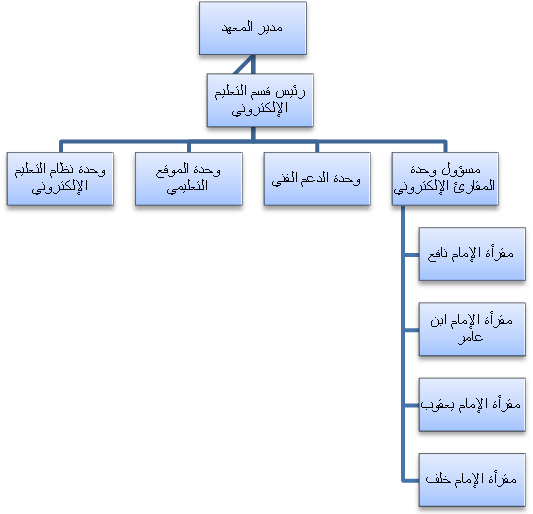 مدير المعهد
رئيس قسم التعليم
الإلكتروني
مسؤول وحدة
المقارئ الإلكتروني
وحدة الدعم الفني
وحدة الموقع
التعليمي
وحدة نظام التعليم
الإلكتروني
مقرأة الإمام نافع
مقرأة الإمام ابن
عامر
مقرأة الإمام يعقوب
مقرأة الإمام خلف